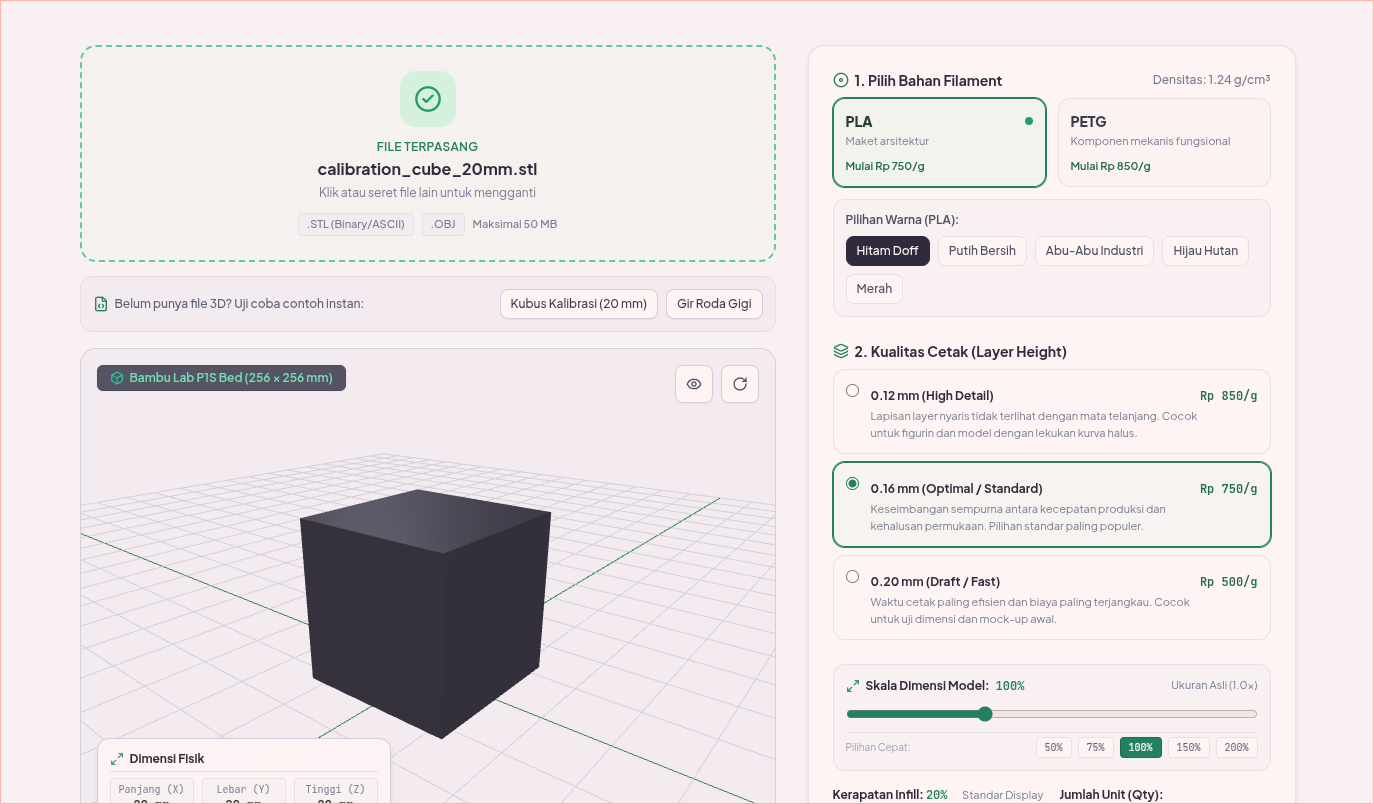 FILE TERPASANG
calibration_cube_20mm.stl
Klik atau seret file lain untuk mengganti
.STL (Binary/ASCII) .OBJ Maksimal 50 MB
Belum punya file 3D? Uji coba contoh instan: Kubus Kalibrasi (20 mm) Gir Roda Gigi
Bambu Lab P1S Bed (256 × 256 mm)
Dimensi Fisik
Panjang (X) Lebar (Y) Tinggi (Z)
1. Pilih Bahan Filament Densitas: 1.24 g/cm³
PLA
Maket arsitektur
Mulai Rp 750/g
PETG
Komponen mekanis fungsional
Mulai Rp 850/g
Pilihan Warna (PLA):
Hitam Doff Putih Bersih Abu-Abu Industri Hijau Hutan
Merah
2. Kualitas Cetak (Layer Height)
0.12 mm (High Detail) Rp 850/g
Lapisan layer nyaris tidak terlihat dengan mata telanjang. Cocok
untuk figurin dan model dengan lekukan kurva halus.
0.16 mm (Optimal / Standard) Rp 750/g
Keseimbangan sempurna antara kecepatan produksi dan
kehalusan permukaan. Pilihan standar paling populer.
0.20 mm (Draft / Fast) Rp 500/g
Waktu cetak paling efisien dan biaya paling terjangkau. Cocok
untuk uji dimensi dan mock-up awal.
Skala Dimensi Model: 100% Ukuran Asli (1.0×)
Pilihan Cepat: 50% 75% 100% 150% 200%
Kerapatan Infill: 20% Standar Display Jumlah Unit (Qty):